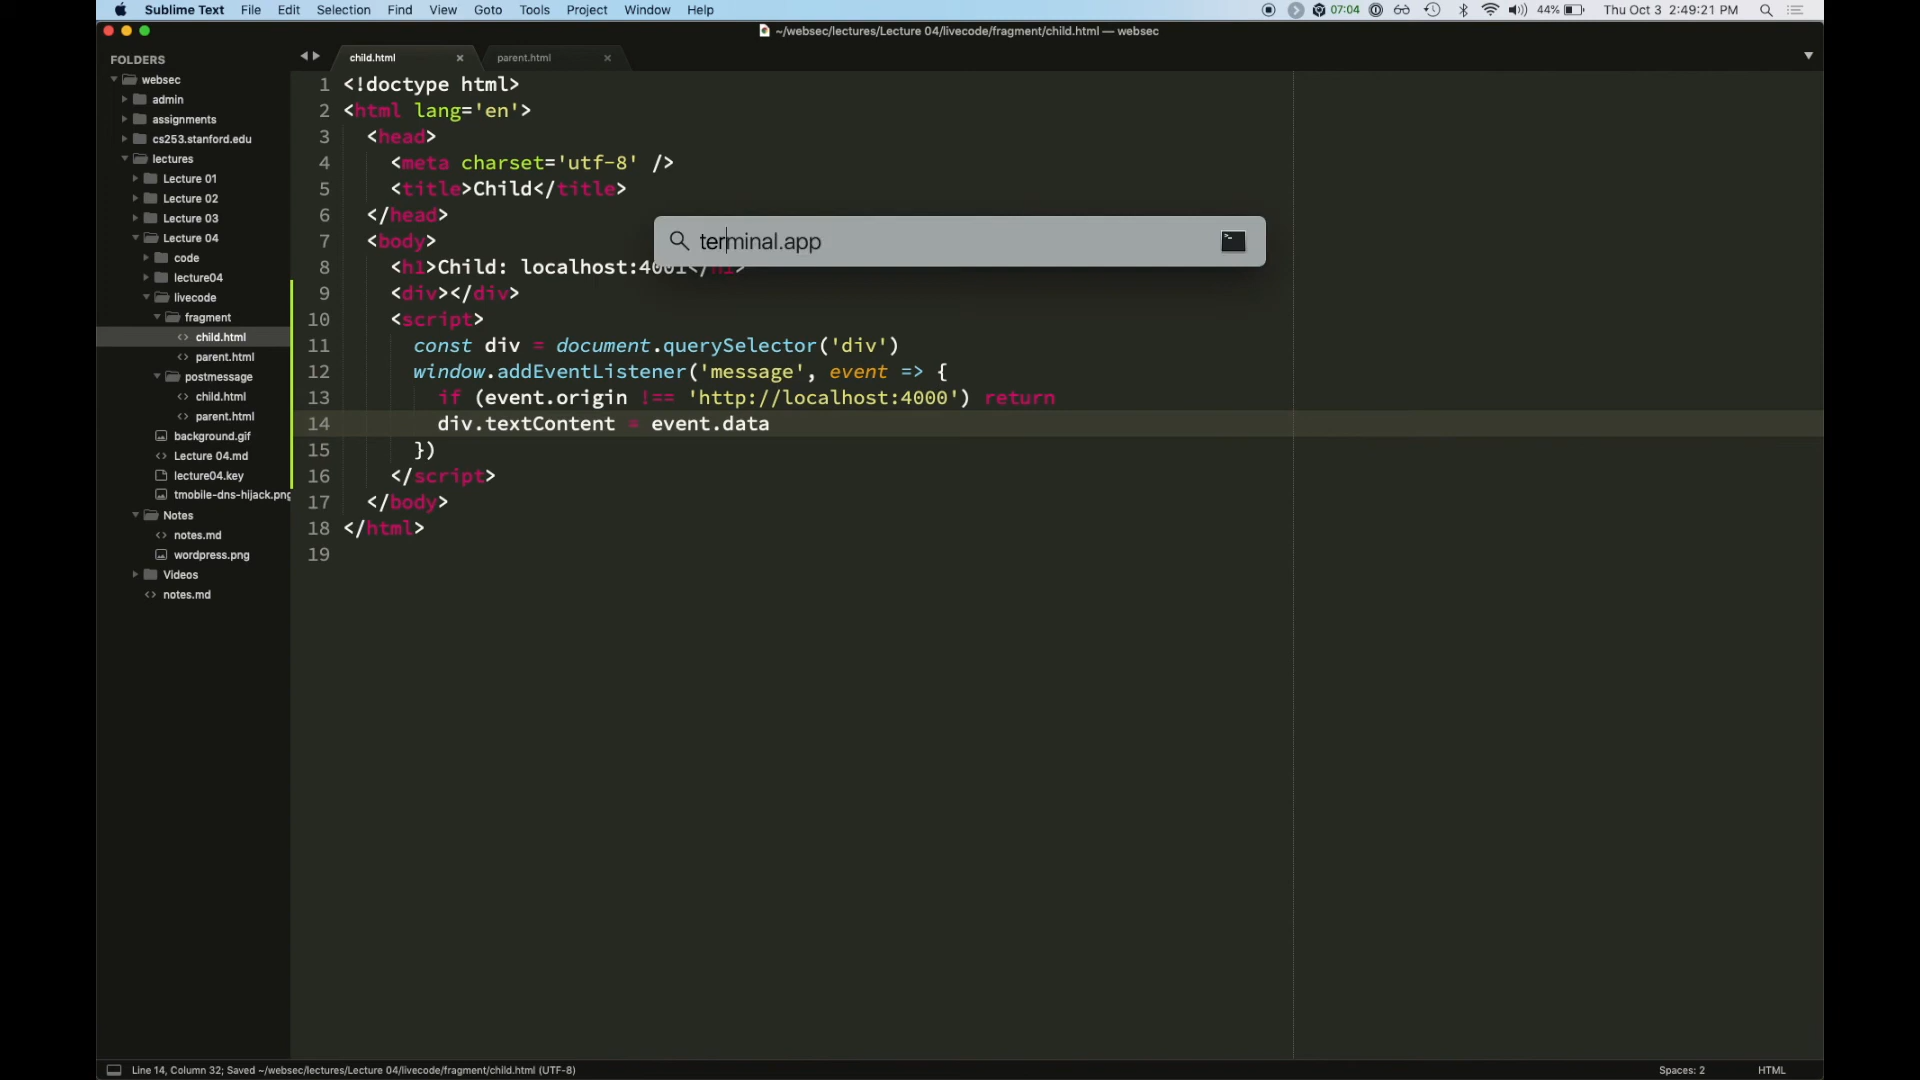 Sublime Text File Edit Selection Find View Goto Tools Project Window Help 07:04 44% Thu Oct 3 2:49:21 PM
~/websec/lectures/Lecture 04/livecode/fragment/child.html — websec
FOLDERS
websec
admin
assignments
cs253.stanford.edu
lectures
Lecture 01
Lecture 02
Lecture 03
Lecture 04
code
lecture04
livecode
fragment
child.html
parent.html
postmessage
child.html
parent.html
background.gif
Lecture 04.md
lecture04.key
tmobile-dns-hijack.png
Notes
notes.md
wordpress.png
Videos
notes.md
child.html
parent.html
1 <!doctype html>
2 <html lang='en'>
3 <head>
4 <meta charset='utf-8' />
5 <title>Child</title>
6 </head>
7 <body>
8 <h1>Child: localhost:4001</h1>
9 <div></div>
10 <script>
11 const div = document.querySelector('div')
12 window.addEventListener('message', event => {
13 if (event.origin !== 'http://localhost:4000') return
14 div.textContent = event.data
15 })
16 </script>
17 </body>
18 </html>
19
terminal.app
Line 14, Column 32; Saved ~/websec/lectures/Lecture 04/livecode/fragment/child.html (UTF-8)
Spaces: 2
HTML